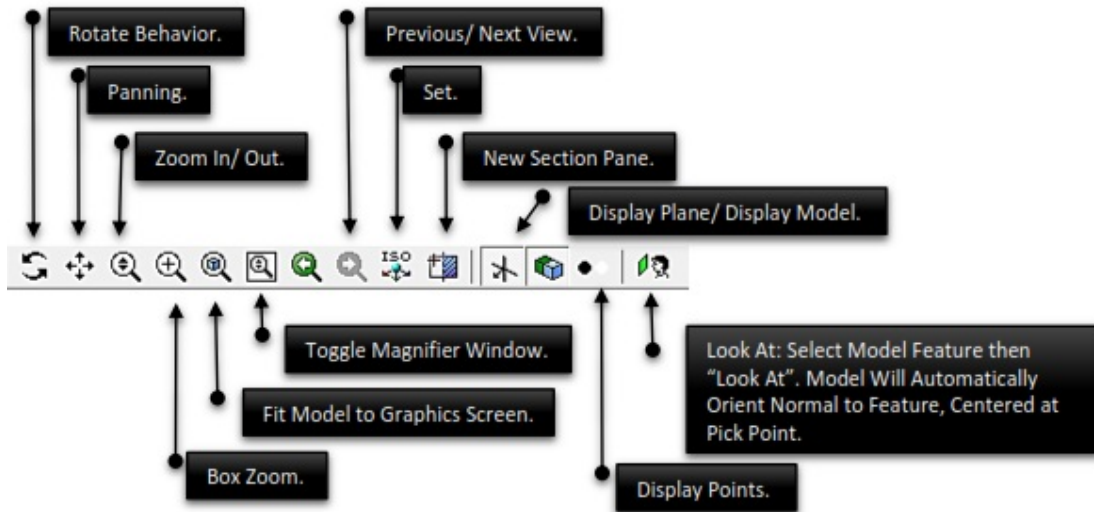 Rotate Behavior.
Previous/ Next View.
Panning.
Set.
Zoom In/ Out.
New Section Pane.
Display Plane/ Display Model.
ISO
Toggle Magnifier Window.
Look At: Select Model Feature then
“Look At”. Model Will Automatically
Orient Normal to Feature, Centered at
Pick Point.
Fit Model to Graphics Screen.
Box Zoom.
Display Points.